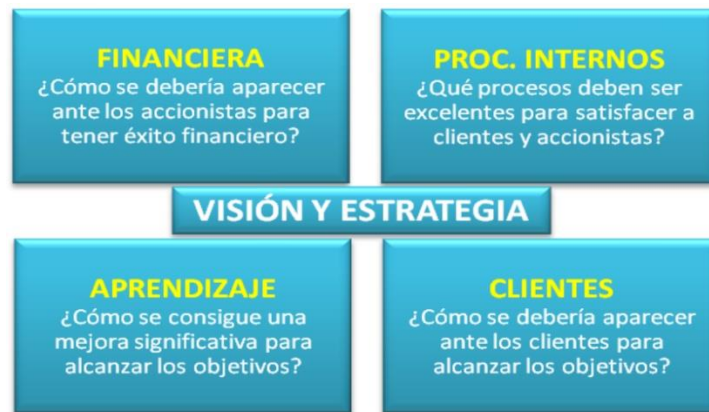 FINANCIERA
¿Cómo se debería aparecer
ante los accionistas para
tener éxito financiero?
PROC. INTERNOS
¿Qué procesos deben ser
excelentes para satisfacer a
clientes y accionistas?
VISIÓN Y ESTRATEGIA
APRENDIZAJE
¿Cómo se consigue una
mejora significativa para
alcanzar los objetivos?
CLIENTES
¿Cómo se debería aparecer
ante los clientes para
alcanzar los objetivos?